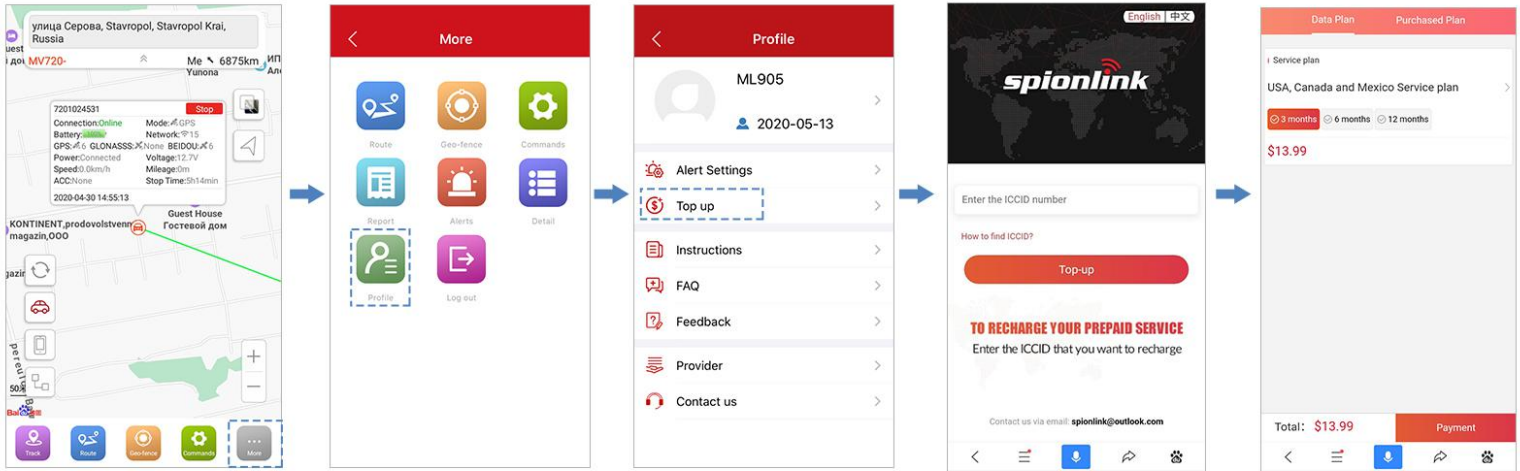 улица Серова, Stavropol, Stavropol Krai,
Russia
MV720-
Me 6875km
Yunona
7201024531 Stop
Connection:Online Mode: GPS
Battery: Network: 15
GPS: 6 GLONASSS: None BEIDOU: 6
Power:Connected Voltage:12.7V
Speed:0.0km/h Mileage:0m
ACC:None Stop Time:5h14min
2020-04-30 14:55:13
Guest House
Гостевой дом
KONTINENT,prodovolstvenn
magazin,OOO
Track
Route
Geo-fence
Commands
More
More
Route
Geo-fence
Commands
Report
Alerts
Detail
Profile
Log out
Profile
ML905
2020-05-13
Alert Settings
Top up
Instructions
FAQ
Feedback
Provider
Contact us
English 中文
spionlink
Enter the ICCID number
How to find ICCID?
Top-up
TO RECHARGE YOUR PREPAID SERVICE
Enter the ICCID that you want to recharge
Contact us via email: spionlink@outlook.com
Data Plan Purchased Plan
Service plan
USA, Canada and Mexico Service plan
3 months 6 months 12 months
$13.99
Total: $13.99 Payment